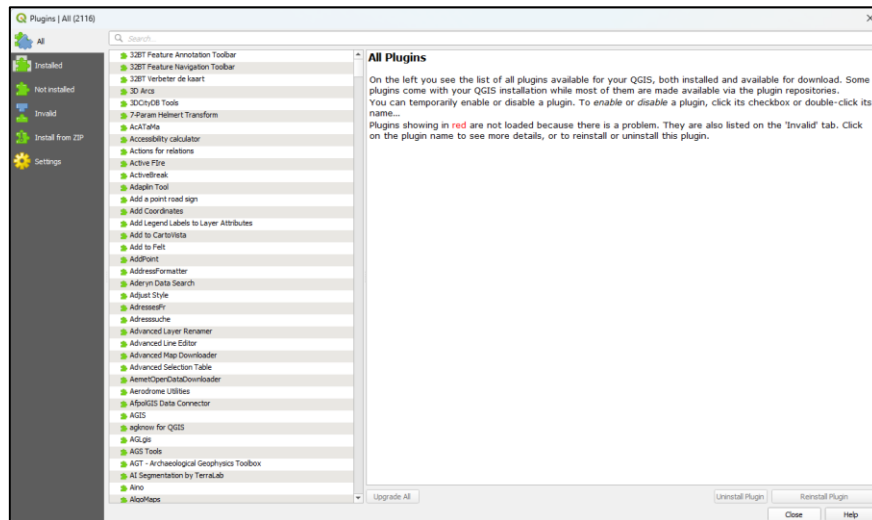 Plugins | All (2116)
All
Installed
Not installed
Invalid
Install from ZIP
Settings
Search...
32BT Feature Annotation Toolbar
32BT Feature Navigation Toolbar
32BT Verbeter de kaart
3D Arcs
3DCityDB Tools
7-Param Helmert Transform
AcATaMa
Accessibility calculator
Actions for relations
Active FIre
ActiveBreak
Adaplin Tool
Add a point road sign
Add Coordinates
Add Legend Labels to Layer Attributes
Add to CartoVista
Add to Felt
AddPoint
AddressFormatter
Aderyn Data Search
Adjust Style
AdressesFr
Adresssuche
Advanced Layer Renamer
Advanced Line Editor
Advanced Map Downloader
Advanced Selection Table
AemetOpenDataDownloader
Aerodrome Utilities
AfpolGIS Data Connector
AGIS
agknow for QGIS
AGLgis
AGS Tools
AGT - Archaeological Geophysics Toolbox
AI Segmentation by TerraLab
Aino
AlgoMaps
All Plugins
On the left you see the list of all plugins available for your QGIS, both installed and available for download. Some
plugins come with your QGIS installation while most of them are made available via the plugin repositories.
You can temporarily enable or disable a plugin. To enable or disable a plugin, click its checkbox or double-click its
name...
Plugins showing in red are not loaded because there is a problem. They are also listed on the 'Invalid' tab. Click
on the plugin name to see more details, or to reinstall or uninstall this plugin.
Upgrade All
Uninstall Plugin
Reinstall Plugin
Close
Help